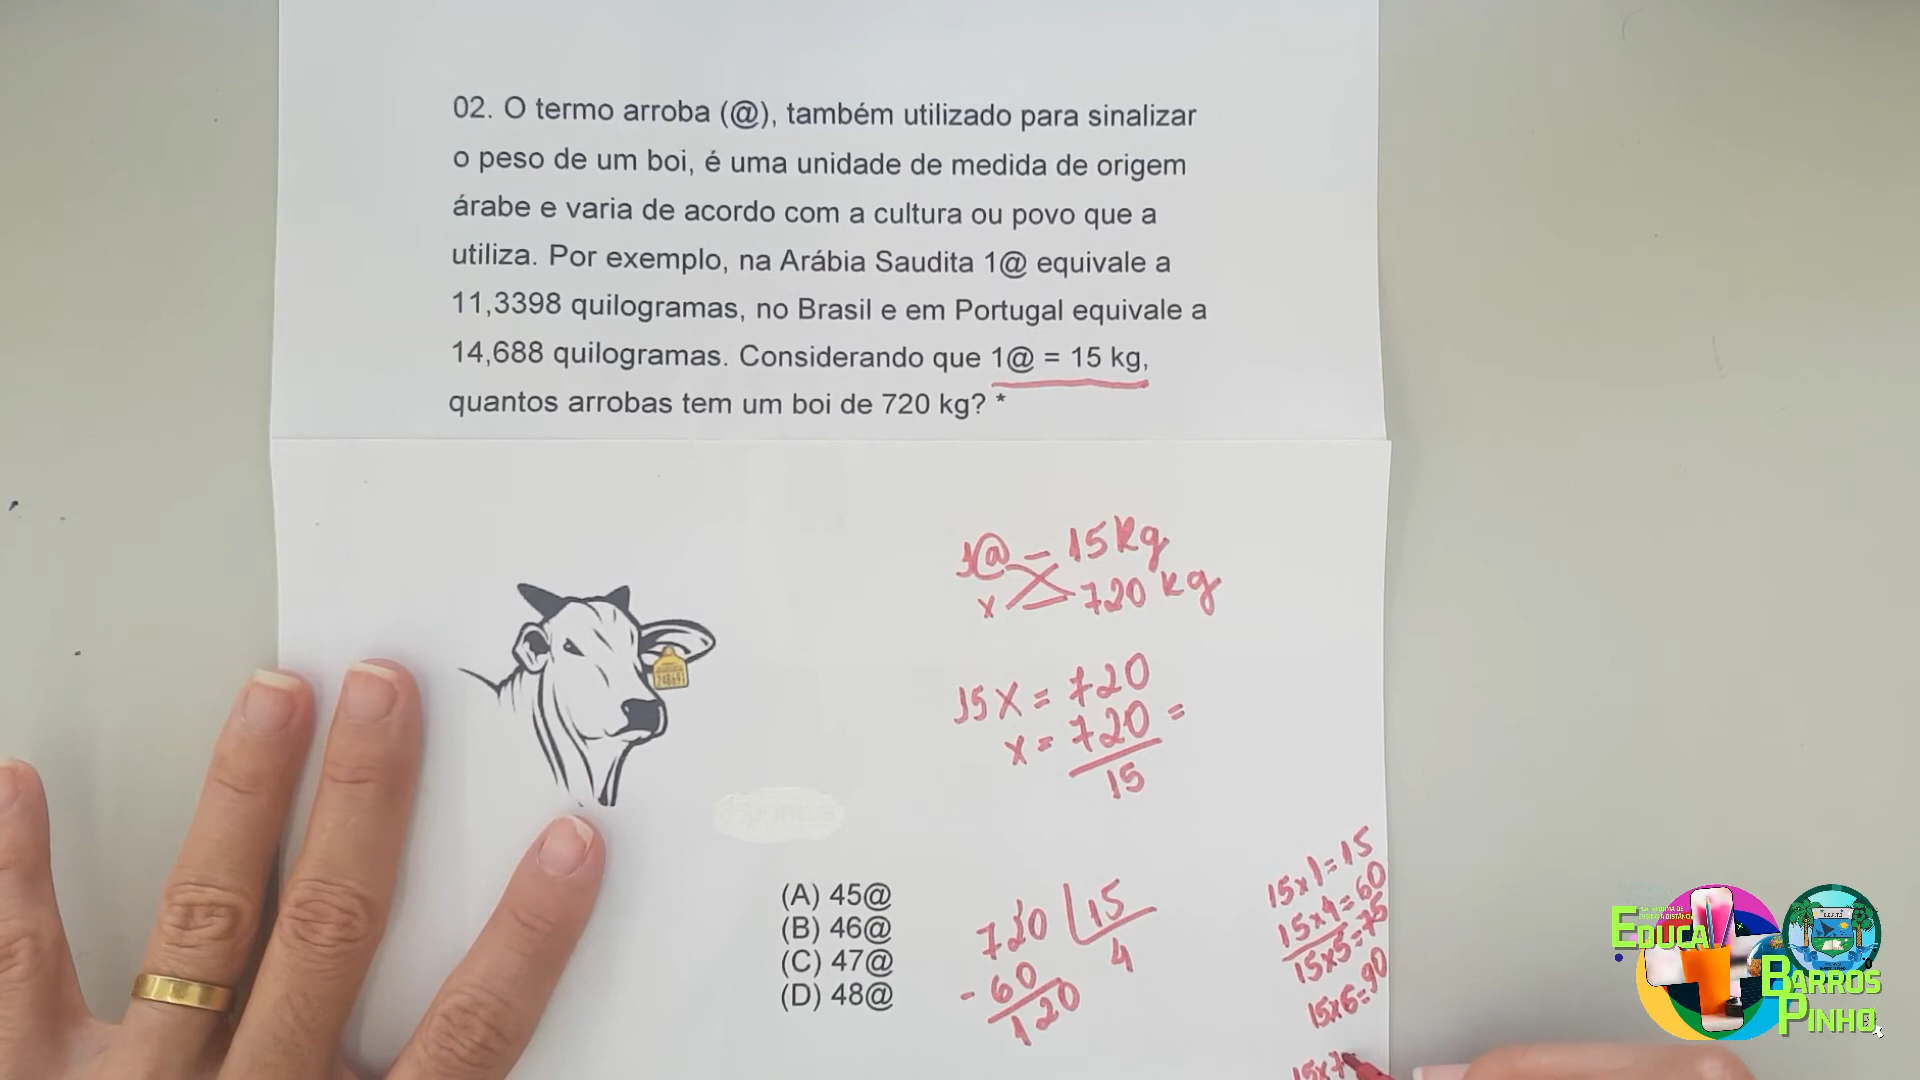 02. O termo arroba (@), também utilizado para sinalizar
o peso de um boi, é uma unidade de medida de origem
árabe e varia de acordo com a cultura ou povo que a
utiliza. Por exemplo, na Arábia Saudita 1@ equivale a
11,3398 quilogramas, no Brasil e em Portugal equivale a
14,688 quilogramas. Considerando que 1@ = 15 kg,
quantos arrobas tem um boi de 720 kg? *
1@ – 15kg
x 720 kg
15x = 720
x = 720 =
15
(A) 45@
(B) 46@
(C) 47@
(D) 48@
720 15
4
- 60
120
15x1=15
15x4=60
15x5=75
15x6=90
15x7
EDUCA
BARROS
PINHO